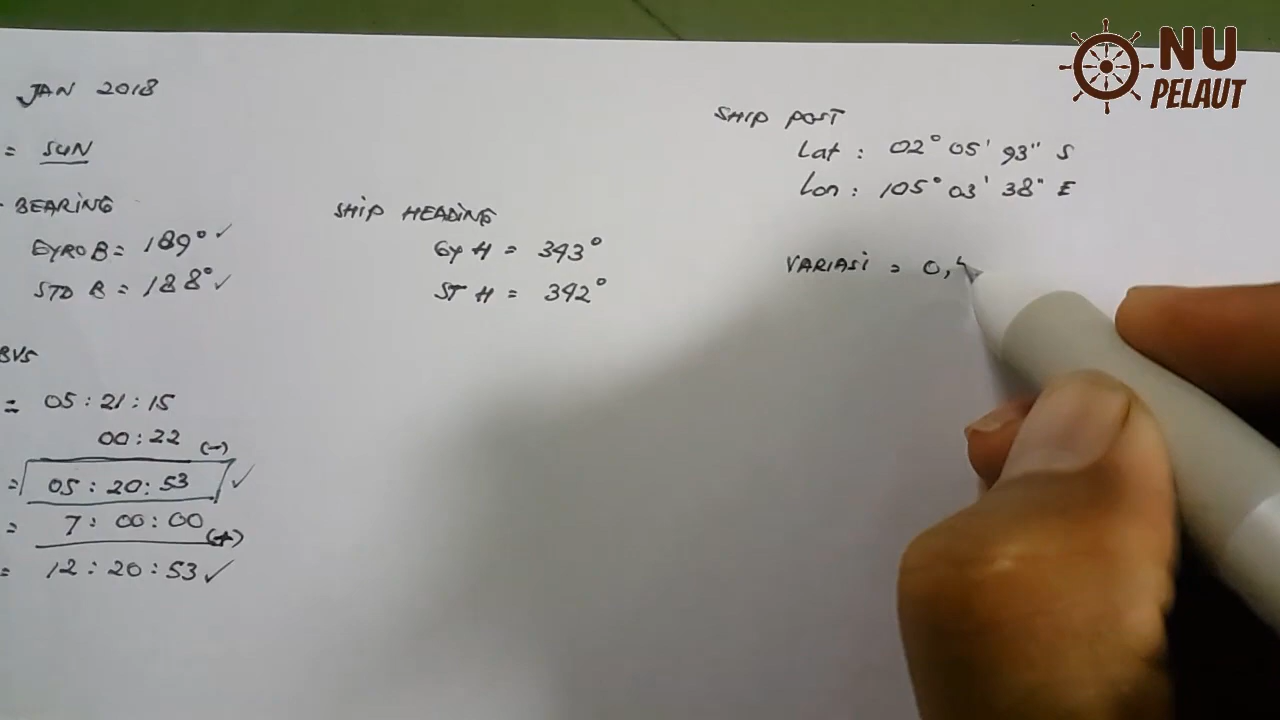 NU
PELAUT
JAN 2018
= SUN
BEARING
GYRO B = 189° ✓
STD B = 188° ✓
SHIP HEADING
GY H = 343°
ST H = 342°
SHIP POST
Lat : 02° 05' 93" S
Lon : 105° 03' 38" E
VARIASI = 0,
= 05 : 21 : 15
00 : 22 (-)
= 05 : 20 : 53 ✓
= 7 : 00 : 00 (+)
= 12 : 20 : 53 ✓